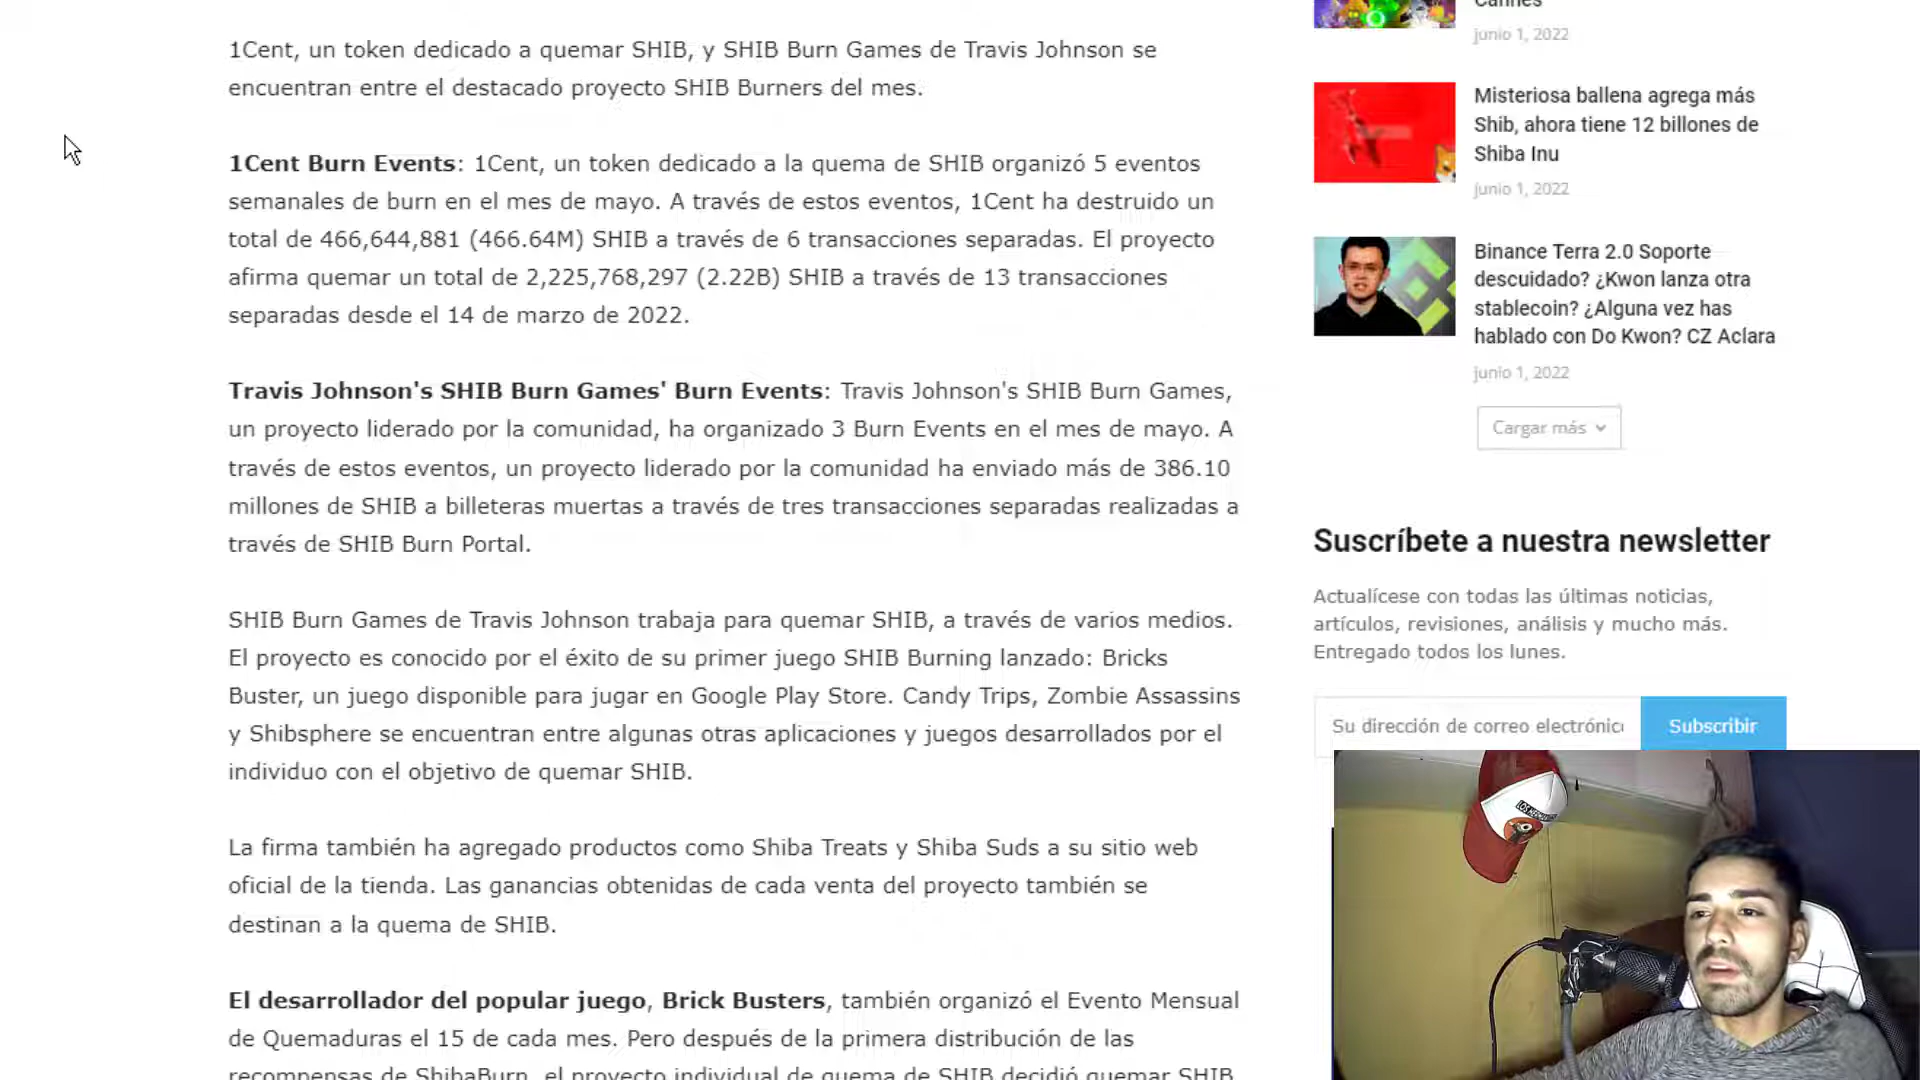 1Cent, un token dedicado a quemar SHIB, y SHIB Burn Games de Travis Johnson se
encuentran entre el destacado proyecto SHIB Burners del mes.
1Cent Burn Events: 1Cent, un token dedicado a la quema de SHIB organizó 5 eventos
semanales de burn en el mes de mayo. A través de estos eventos, 1Cent ha destruido un
total de 466,644,881 (466.64M) SHIB a través de 6 transacciones separadas. El proyecto
afirma quemar un total de 2,225,768,297 (2.22B) SHIB a través de 13 transacciones
separadas desde el 14 de marzo de 2022.
Travis Johnson's SHIB Burn Games' Burn Events: Travis Johnson's SHIB Burn Games,
un proyecto liderado por la comunidad, ha organizado 3 Burn Events en el mes de mayo. A
través de estos eventos, un proyecto liderado por la comunidad ha enviado más de 386.10
millones de SHIB a billeteras muertas a través de tres transacciones separadas realizadas a
través de SHIB Burn Portal.
SHIB Burn Games de Travis Johnson trabaja para quemar SHIB, a través de varios medios.
El proyecto es conocido por el éxito de su primer juego SHIB Burning lanzado: Bricks
Buster, un juego disponible para jugar en Google Play Store. Candy Trips, Zombie Assassins
y Shibsphere se encuentran entre algunas otras aplicaciones y juegos desarrollados por el
individuo con el objetivo de quemar SHIB.
La firma también ha agregado productos como Shiba Treats y Shiba Suds a su sitio web
oficial de la tienda. Las ganancias obtenidas de cada venta del proyecto también se
destinan a la quema de SHIB.
El desarrollador del popular juego, Brick Busters, también organizó el Evento Mensual
de Quemaduras el 15 de cada mes. Pero después de la primera distribución de las
recompensas de ShibaBurn, el proyecto individual de quema de SHIB decidió quemar SHIB
Cannes
junio 1, 2022
Misteriosa ballena agrega más
Shib, ahora tiene 12 billones de
Shiba Inu
junio 1, 2022
Binance Terra 2.0 Soporte
descuidado? ¿Kwon lanza otra
stablecoin? ¿Alguna vez has
hablado con Do Kwon? CZ Aclara
junio 1, 2022
Cargar más
Suscríbete a nuestra newsletter
Actualícese con todas las últimas noticias,
artículos, revisiones, análisis y mucho más.
Entregado todos los lunes.
Su dirección de correo electrónic
Subscribir